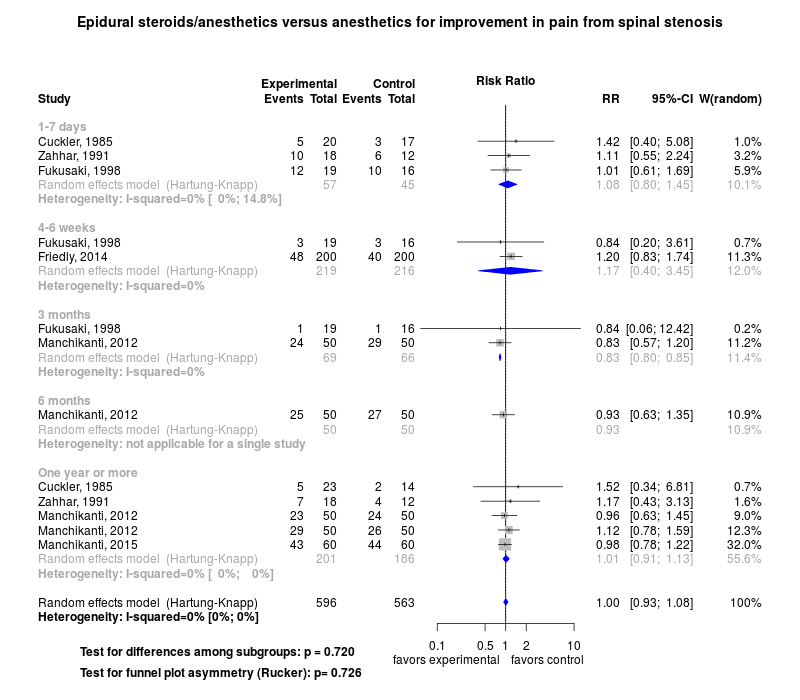 Epidural steroids/anesthetics versus anesthetics for improvement in pain from spinal stenosis
Experimental Control Risk Ratio
Study Events Total Events Total RR 95%-CI W(random)
1-7 days
Cuckler, 1985 5 20 3 17 1.42 [0.40; 5.08] 1.0%
Zahhar, 1991 10 18 6 12 1.11 [0.55; 2.24] 3.2%
Fukusaki, 1998 12 19 10 16 1.01 [0.61; 1.69] 5.9%
Random effects model (Hartung-Knapp) 57 45 1.08 [0.80; 1.45] 10.1%
Heterogeneity: I-squared=0% [ 0%; 14.8%]
4-6 weeks
Fukusaki, 1998 3 19 3 16 0.84 [0.20; 3.61] 0.7%
Friedly, 2014 48 200 40 200 1.20 [0.83; 1.74] 11.3%
Random effects model (Hartung-Knapp) 219 216 1.17 [0.40; 3.45] 12.0%
Heterogeneity: I-squared=0%
3 months
Fukusaki, 1998 1 19 1 16 0.84 [0.06; 12.42] 0.2%
Manchikanti, 2012 24 50 29 50 0.83 [0.57; 1.20] 11.2%
Random effects model (Hartung-Knapp) 69 66 0.83 [0.80; 0.85] 11.4%
Heterogeneity: I-squared=0%
6 months
Manchikanti, 2012 25 50 27 50 0.93 [0.63; 1.35] 10.9%
Random effects model (Hartung-Knapp) 50 50 0.93 10.9%
Heterogeneity: not applicable for a single study
One year or more
Cuckler, 1985 5 23 2 14 1.52 [0.34; 6.81] 0.7%
Zahhar, 1991 7 18 4 12 1.17 [0.43; 3.13] 1.6%
Manchikanti, 2012 23 50 24 50 0.96 [0.63; 1.45] 9.0%
Manchikanti, 2012 29 50 26 50 1.12 [0.78; 1.59] 12.3%
Manchikanti, 2015 43 60 44 60 0.98 [0.78; 1.22] 32.0%
Random effects model (Hartung-Knapp) 201 186 1.01 [0.91; 1.13] 55.6%
Heterogeneity: I-squared=0% [ 0%; 0%]
Random effects model (Hartung-Knapp) 596 563 1.00 [0.93; 1.08] 100%
Heterogeneity: I-squared=0% [0%; 0%]
0.1 0.5 1 2 10
favors experimental favors control
Test for differences among subgroups: p = 0.720
Test for funnel plot asymmetry (Rucker): p= 0.726